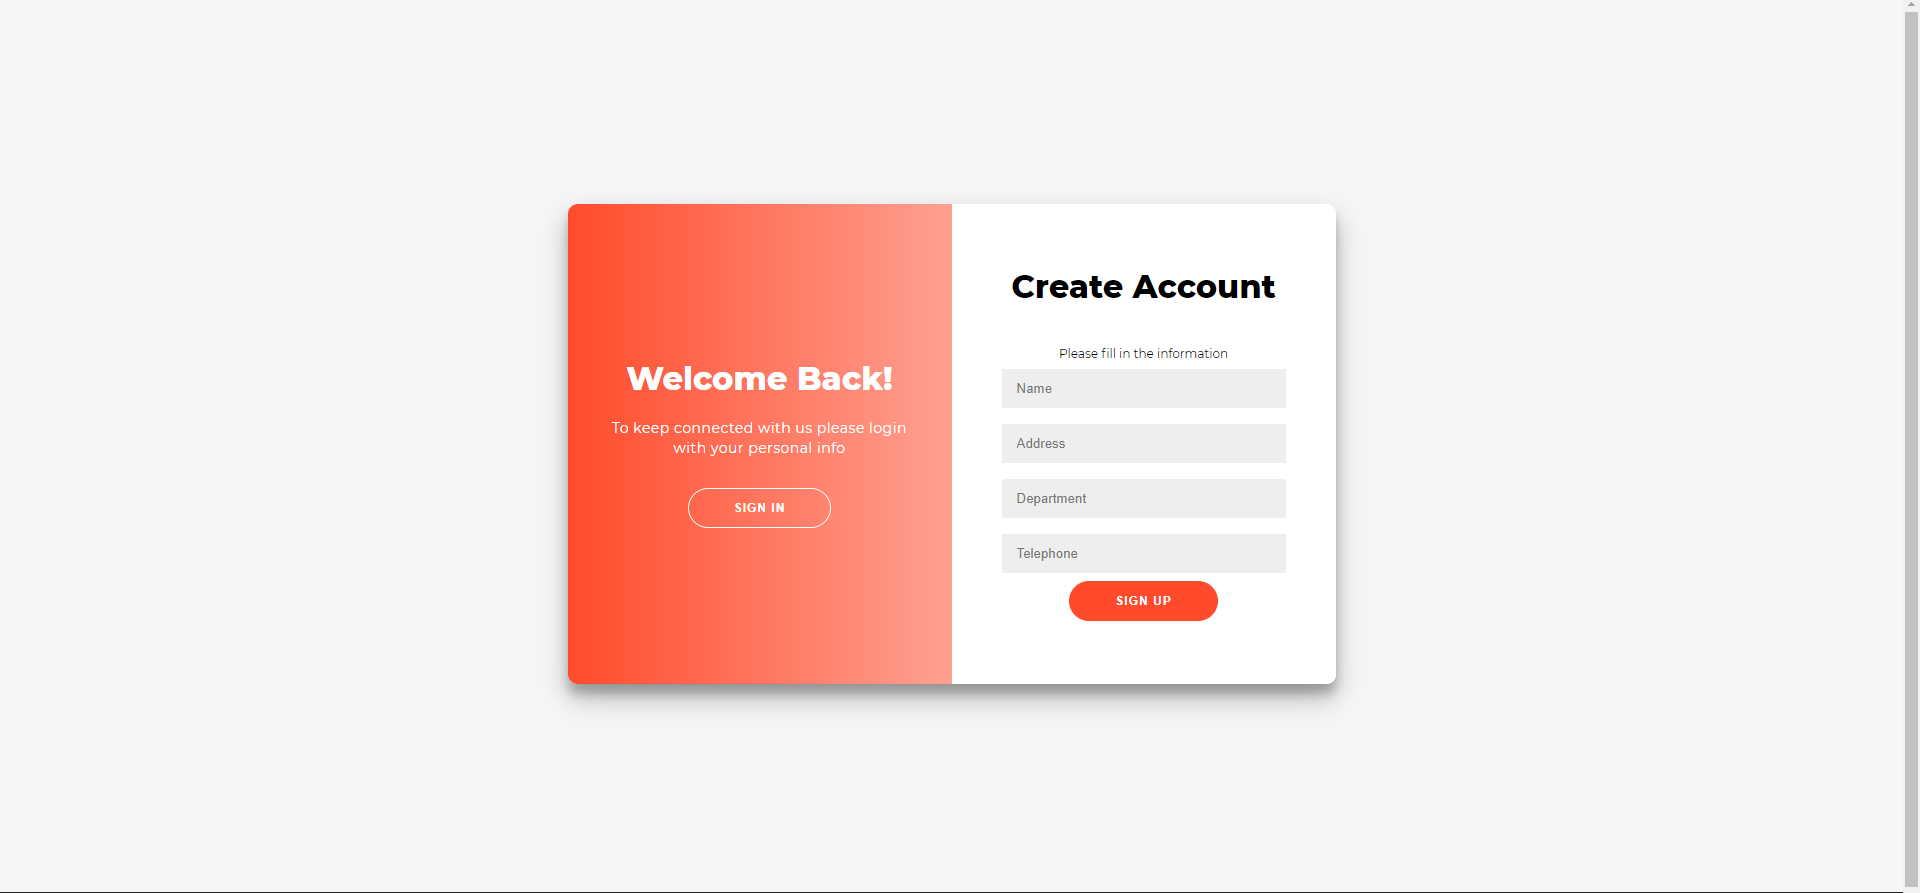 Welcome Back!
To keep connected with us please login
with your personal info
SIGN IN
Create Account
Please fill in the information
Name
Address
Department
Telephone
SIGN UP